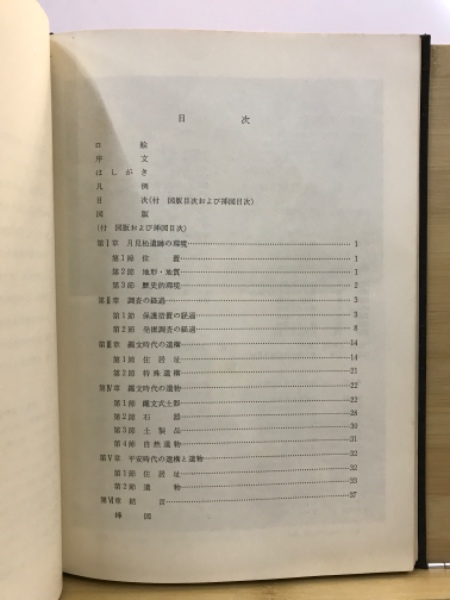 目 次
口 絵
序 文
はしがき
凡 例
目 次(付 図版目次および挿図目次)
図 版
(付 図版および挿図目次)
第Ⅰ章 月見松遺跡の環境 1
第1節 位 置 1
第2節 地形・地質 1
第3節 歴史的環境 2
第Ⅱ章 調査の経過 3
第1節 保護措置の経過 3
第2節 発掘調査の経過 8
第Ⅲ章 縄文時代の遺構 14
第1節 住居址 14
第2節 特殊遺構 21
第Ⅳ章 縄文時代の遺物 22
第1節 縄文式土器 22
第2節 石 器 26
第3節 土製品 30
第4節 自然遺物 31
第Ⅴ章 平安時代の遺構と遺物 32
第1節 住居址 32
第2節 遺 物 33
第Ⅵ章 結 言 37
挿 図